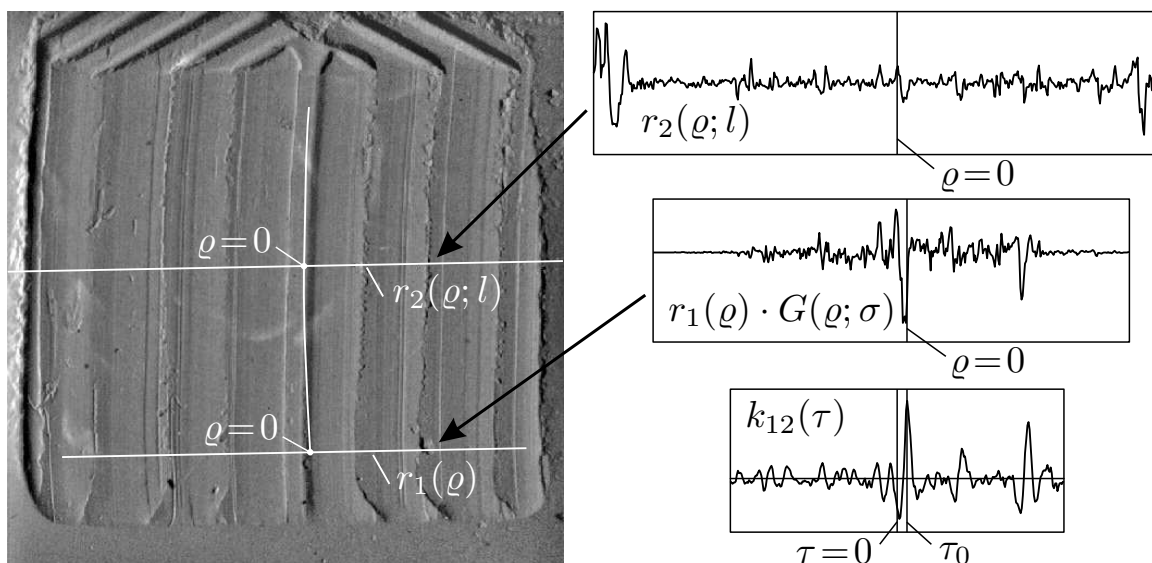 ϱ=0
r₂(ϱ; l)
ϱ=0
r₁(ϱ)
r₂(ϱ; l)
ϱ=0
r₁(ϱ) · G(ϱ; σ)
ϱ=0
k₁₂(τ)
τ=0
τ₀